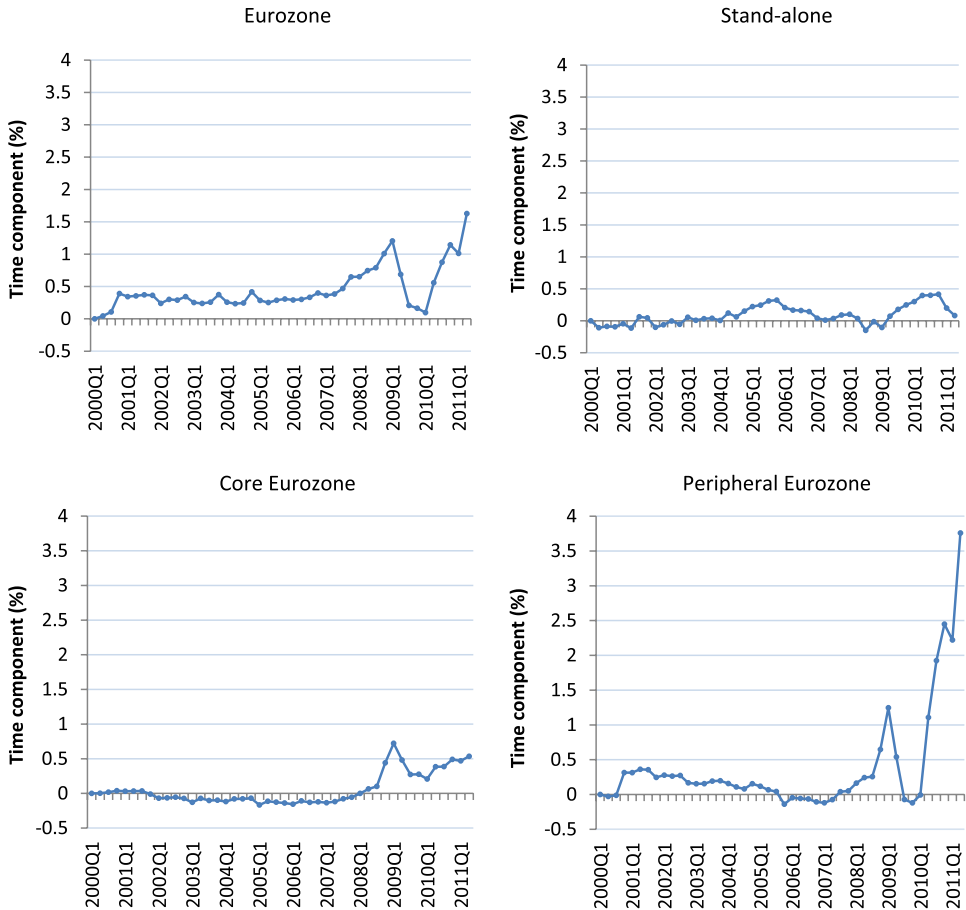 Eurozone
Time component (%)
4
3.5
3
2.5
2
1.5
1
0.5
0
-0.5
2000Q1
2001Q1
2002Q1
2003Q1
2004Q1
2005Q1
2006Q1
2007Q1
2008Q1
2009Q1
2010Q1
2011Q1
Stand-alone
Time component (%)
4
3.5
3
2.5
2
1.5
1
0.5
0
-0.5
2000Q1
2001Q1
2002Q1
2003Q1
2004Q1
2005Q1
2006Q1
2007Q1
2008Q1
2009Q1
2010Q1
2011Q1
Core Eurozone
Time component (%)
4
3.5
3
2.5
2
1.5
1
0.5
0
-0.5
2000Q1
2001Q1
2002Q1
2003Q1
2004Q1
2005Q1
2006Q1
2007Q1
2008Q1
2009Q1
2010Q1
2011Q1
Peripheral Eurozone
Time component (%)
4
3.5
3
2.5
2
1.5
1
0.5
0
-0.5
2000Q1
2001Q1
2002Q1
2003Q1
2004Q1
2005Q1
2006Q1
2007Q1
2008Q1
2009Q1
2010Q1
2011Q1